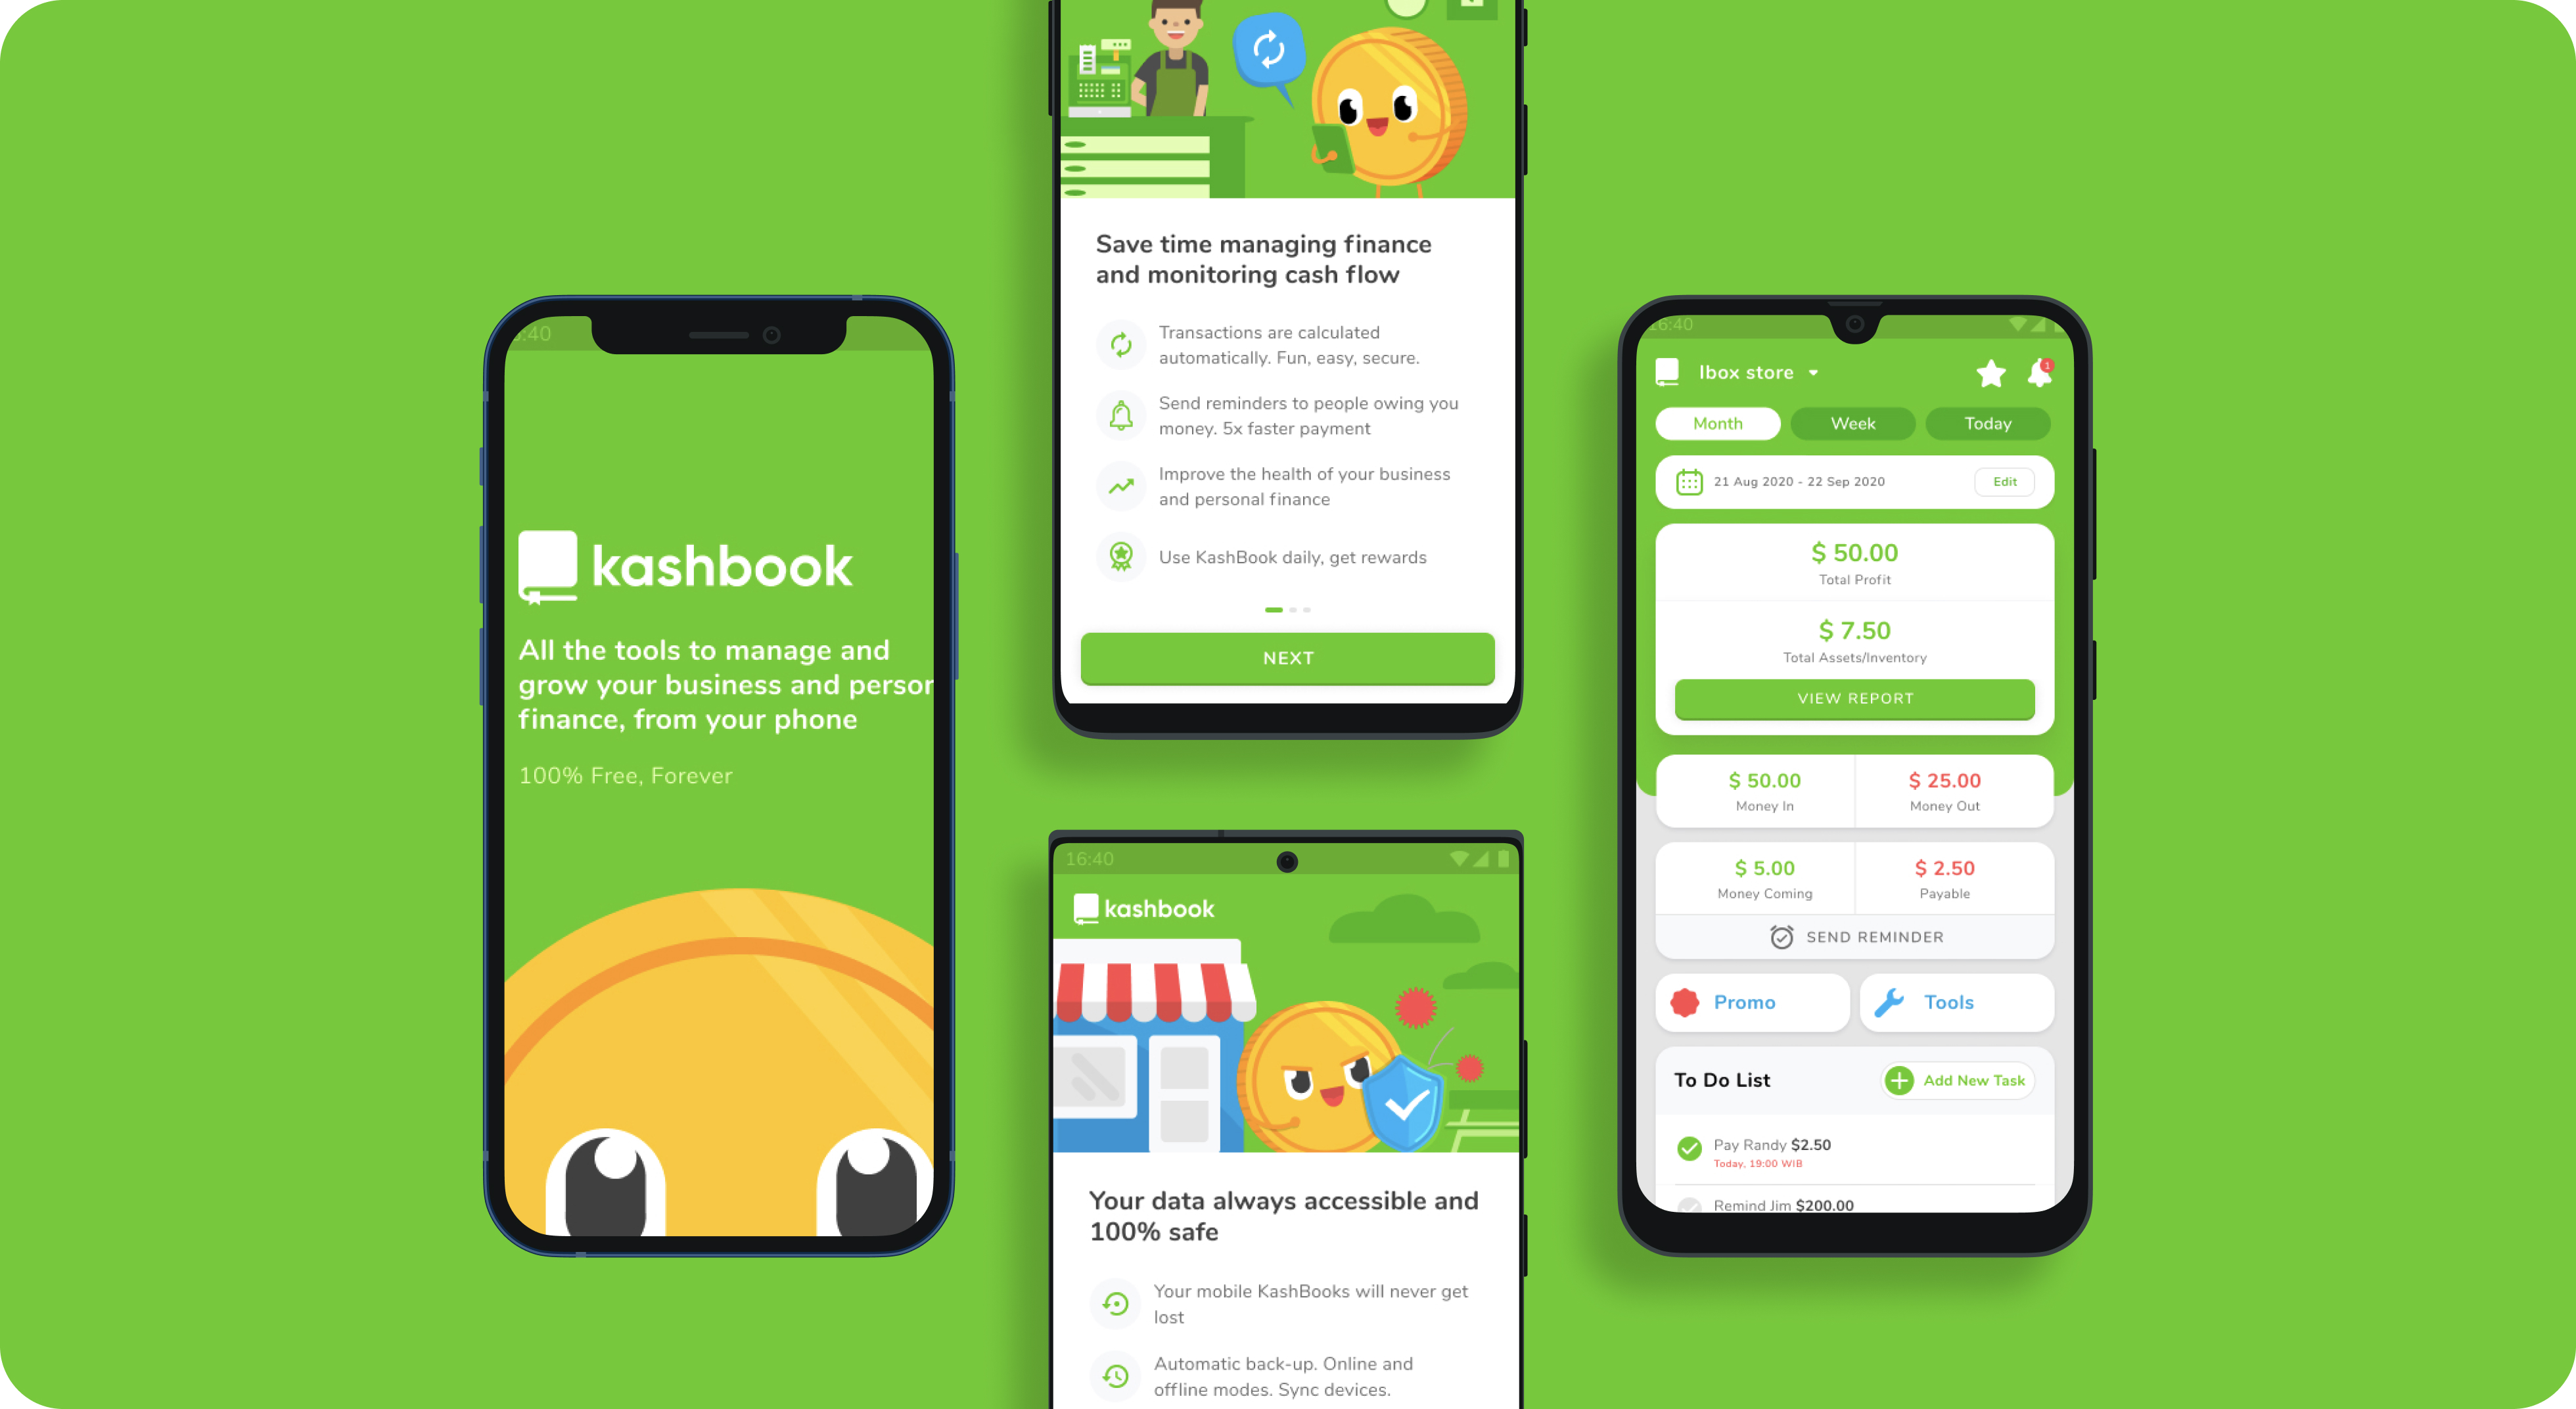 :40
kashbook
All the tools to manage and
grow your business and person
finance, from your phone
100% Free, Forever
Save time managing finance
and monitoring cash flow
Transactions are calculated
automatically. Fun, easy, secure.
Send reminders to people owing you
money. 5x faster payment
Improve the health of your business
and personal finance
Use KashBook daily, get rewards
NEXT
16:40
kashbook
Your data always accessible and
100% safe
Your mobile KashBooks will never get
lost
Automatic back-up. Online and
offline modes. Sync devices.
16:40
Ibox store
1
Month
Week
Today
21 Aug 2020 - 22 Sep 2020
Edit
$ 50.00
Total Profit
$ 7.50
Total Assets/Inventory
VIEW REPORT
$ 50.00
Money In
$ 25.00
Money Out
$ 5.00
Money Coming
$ 2.50
Payable
SEND REMINDER
Promo
Tools
To Do List
Add New Task
Pay Randy $2.50
Today, 19:00 WIB
Remind Jim $200.00